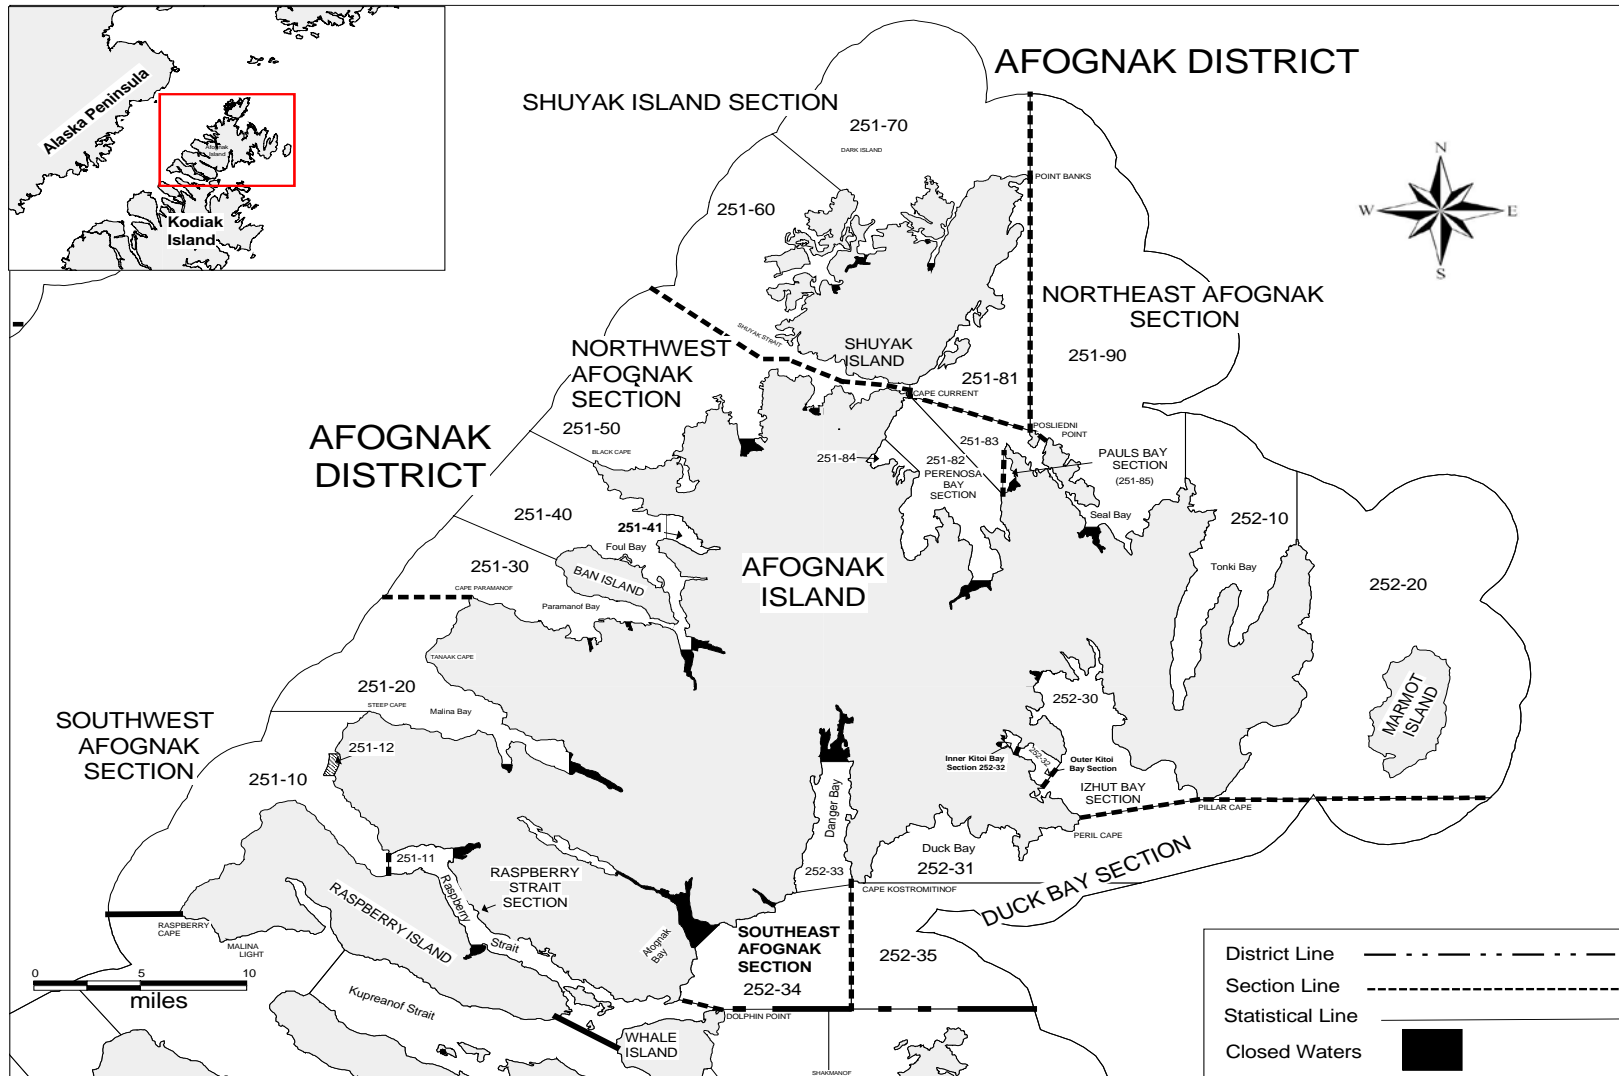 AFOGNAK DISTRICT
SHUYAK ISLAND SECTION
251-70
DARK ISLAND
Alaska Peninsula
Afognak
Island
Kodiak
Island
N
W
E
S
POINT BANKS
251-60
SHUYAK STRAIT
NORTHEAST AFOGNAK
SECTION
251-90
SHUYAK
ISLAND
251-81
CAPE CURRENT
NORTHWEST
AFOGNAK
SECTION
251-50
BLACK CAPE
AFOGNAK
DISTRICT
POSLIEDNI
POINT
251-83
251-84
251-82
PERENOSA
BAY
SECTION
PAULS BAY
SECTION
(251-85)
Seal Bay
252-10
Tonki Bay
252-20
251-40
251-41
Foul Bay
251-30
BAN ISLAND
CAPE PARAMANOF
Paramanof Bay
AFOGNAK
ISLAND
TANAAK CAPE
251-20
STEEP CAPE
Malina Bay
SOUTHWEST
AFOGNAK
SECTION
251-12
251-10
252-30
MARMOT
ISLAND
Inner Kitoi Bay
Section 252-32
252-32
Outer Kitoi
Bay Section
IZHUT BAY
SECTION
PILLAR CAPE
PERIL CAPE
Danger Bay
Duck Bay
252-31
252-33
CAPE KOSTROMITINOF
DUCK BAY SECTION
251-11
RASPBERRY
STRAIT
SECTION
Raspberry
Strait
RASPBERRY ISLAND
RASPBERRY
CAPE
MALINA
LIGHT
Afognak
Bay
SOUTHEAST
AFOGNAK
SECTION
252-34
252-35
0
5
10
miles
Kupreanof Strait
DOLPHIN POINT
WHALE
ISLAND
SHAKMANOF
District Line
Section Line
Statistical Line
Closed Waters